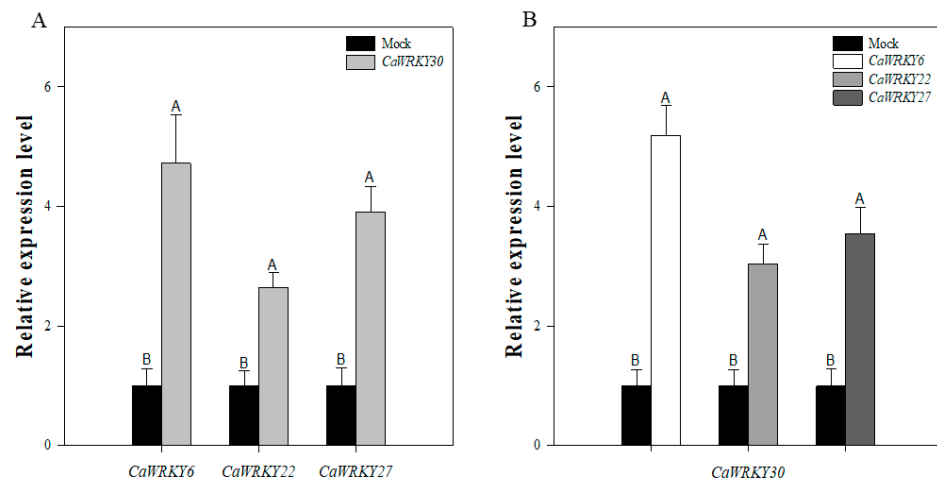 A
Relative expression level
6
4
2
0
Mock
CaWRKY30
B
A
B
A
B
A
CaWRKY6
CaWRKY22
CaWRKY27
B
Relative expression level
6
4
2
0
Mock
CaWRKY6
CaWRKY22
CaWRKY27
B
A
B
A
B
A
CaWRKY30